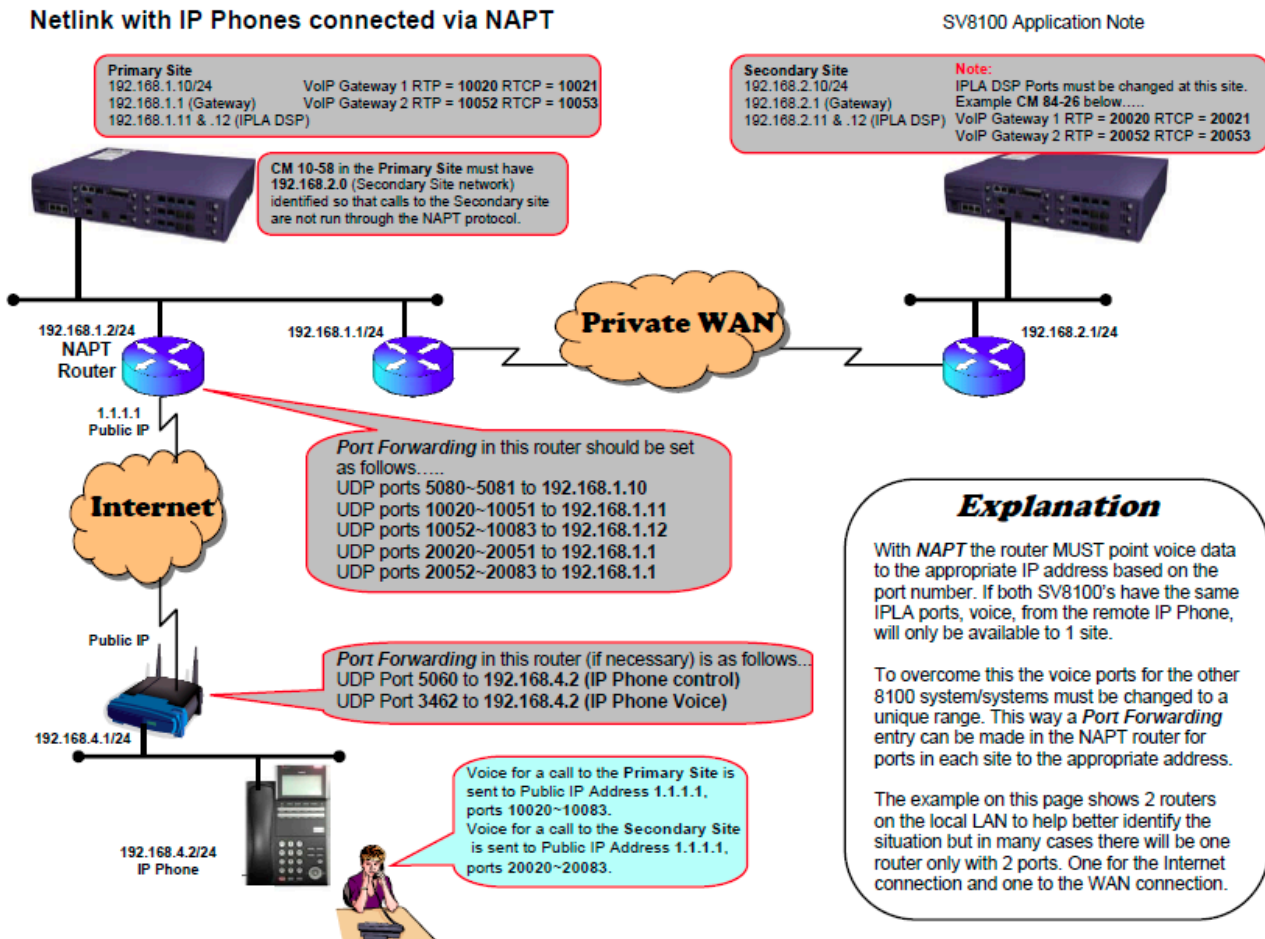 Netlink with IP Phones connected via NAPT
SV8100 Application Note
Primary Site
192.168.1.10/24 VoIP Gateway 1 RTP = 10020 RTCP = 10021
192.168.1.1 (Gateway) VoIP Gateway 2 RTP = 10052 RTCP = 10053
192.168.1.11 & .12 (IPLA DSP)
Secondary Site
192.168.2.10/24
192.168.2.1 (Gateway)
192.168.2.11 & .12 (IPLA DSP)
Note:
IPLA DSP Ports must be changed at this site.
Example CM 84-26 below.....
VoIP Gateway 1 RTP = 20020 RTCP = 20021
VoIP Gateway 2 RTP = 20052 RTCP = 20053
CM 10-58 in the Primary Site must have
192.168.2.0 (Secondary Site network)
identified so that calls to the Secondary site
are not run through the NAPT protocol.
192.168.1.2/24
NAPT
Router
192.168.1.1/24
Private WAN
192.168.2.1/24
1.1.1.1
Public IP
Internet
Port Forwarding in this router should be set
as follows.....
UDP ports 5080~5081 to 192.168.1.10
UDP ports 10020~10051 to 192.168.1.11
UDP ports 10052~10083 to 192.168.1.12
UDP ports 20020~20051 to 192.168.1.1
UDP ports 20052~20083 to 192.168.1.1
Public IP
Port Forwarding in this router (if necessary) is as follows...
UDP Port 5060 to 192.168.4.2 (IP Phone control)
UDP Port 3462 to 192.168.4.2 (IP Phone Voice)
192.168.4.1/24
192.168.4.2/24
IP Phone
Voice for a call to the Primary Site is
sent to Public IP Address 1.1.1.1,
ports 10020~10083.
Voice for a call to the Secondary Site
is sent to Public IP Address 1.1.1.1,
ports 20020~20083.
Explanation
With NAPT the router MUST point voice data
to the appropriate IP address based on the
port number. If both SV8100's have the same
IPLA ports, voice, from the remote IP Phone,
will only be available to 1 site.
To overcome this the voice ports for the other
8100 system/systems must be changed to a
unique range. This way a Port Forwarding
entry can be made in the NAPT router for
ports in each site to the appropriate address.
The example on this page shows 2 routers
on the local LAN to help better identify the
situation but in many cases there will be one
router only with 2 ports. One for the Internet
connection and one to the WAN connection.